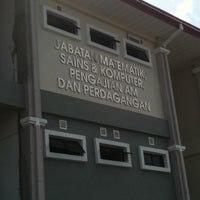 JABATAN MATEMATIK,
SAINS & KOMPUTER,
PENGAJIAN AM
DAN PERDAGANGAN